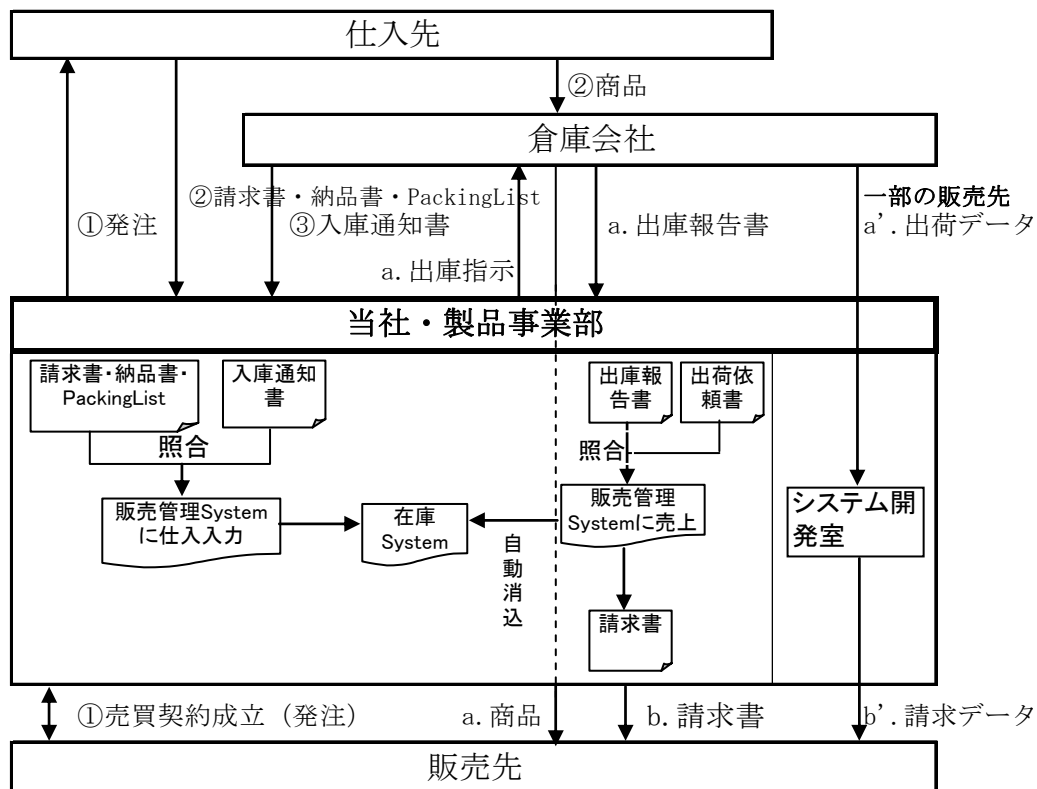 仕入先
②商品
倉庫会社
②請求書・納品書・PackingList
一部の販売先
①発注
③入庫通知書
a.出庫報告書
a’.出荷データ
a.出庫指示
当社・製品事業部
請求書・納品書・
PackingList
入庫通知
書
出庫報
告書
出荷依
頼書
照合
照合
販売管理System
に仕入入力
在庫
System
販売管理
Systemに売上
システム開
発室
自
動
消
込
請求書
①売買契約成立（発注）
a.商品
b.請求書
b’.請求データ
販売先